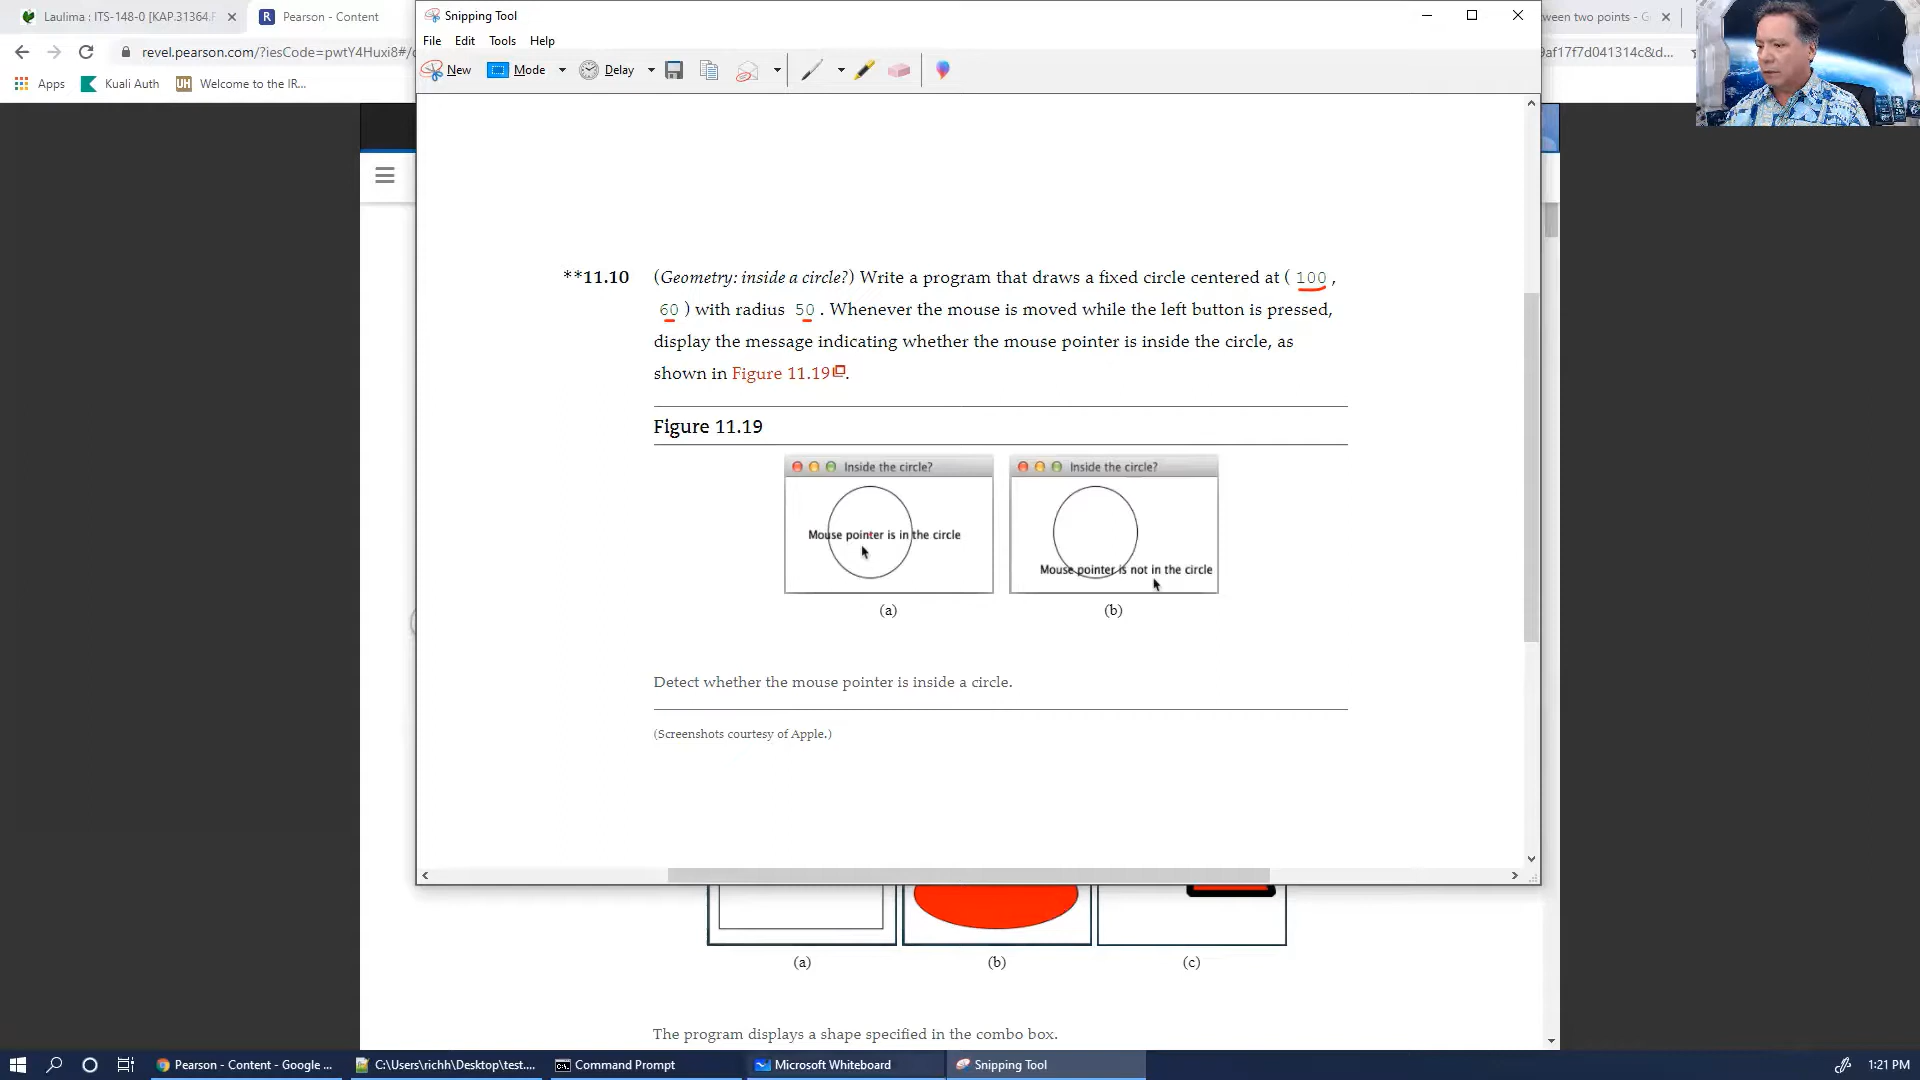 Laulima : ITS-148-0 [KAP.31364.F
Pearson - Content
Snipping Tool
ween two points - G
revel.pearson.com/?iesCode=pwtY4Huxi8#/c
9af17f7d041314c&d...
File Edit Tools Help
New Mode Delay
Apps Kuali Auth UH Welcome to the IR...
**11.10 (Geometry: inside a circle?) Write a program that draws a fixed circle centered at ( 100 ,
60 ) with radius 50 . Whenever the mouse is moved while the left button is pressed,
display the message indicating whether the mouse pointer is inside the circle, as
shown in Figure 11.19.
Figure 11.19
Inside the circle?
Mouse pointer is in the circle
(a)
Inside the circle?
Mouse pointer is not in the circle
(b)
Detect whether the mouse pointer is inside a circle.
(Screenshots courtesy of Apple.)
(a) (b) (c)
The program displays a shape specified in the combo box.
Pearson - Content - Google ...
C:\Users\richh\Desktop\test....
Command Prompt
Microsoft Whiteboard
Snipping Tool
1:21 PM